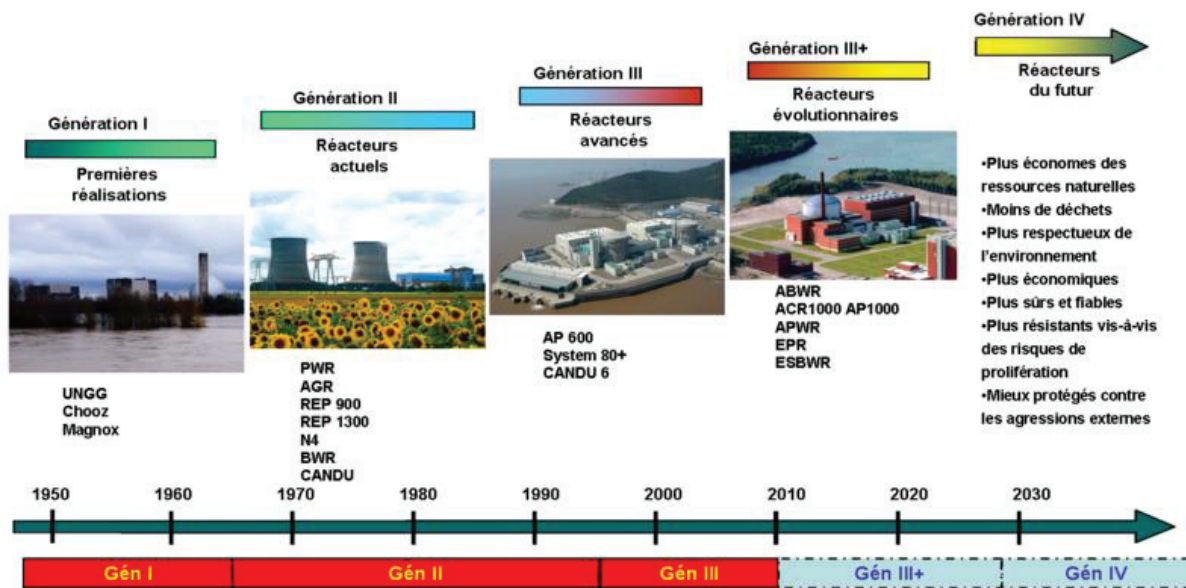 Génération I
Premières
réalisations
UNGG
Chooz
Magnox
Génération II
Réacteurs
actuels
PWR
AGR
REP 900
REP 1300
N4
BWR
CANDU
Génération III
Réacteurs
avancés
AP 600
System 80+
CANDU 6
Génération III+
Réacteurs
évolutionnaires
ABWR
ACR1000 AP1000
APWR
EPR
ESBWR
Génération IV
Réacteurs
du futur
•Plus économes des
ressources naturelles
•Moins de déchets
•Plus respectueux de
l'environnement
•Plus économiques
•Plus sûrs et fiables
•Plus résistants vis-à-vis
des risques de
prolifération
•Mieux protégés contre
les agressions externes
1950 1960 1970 1980 1990 2000 2010 2020 2030
Gén I Gén II Gén III Gén III+ Gén IV